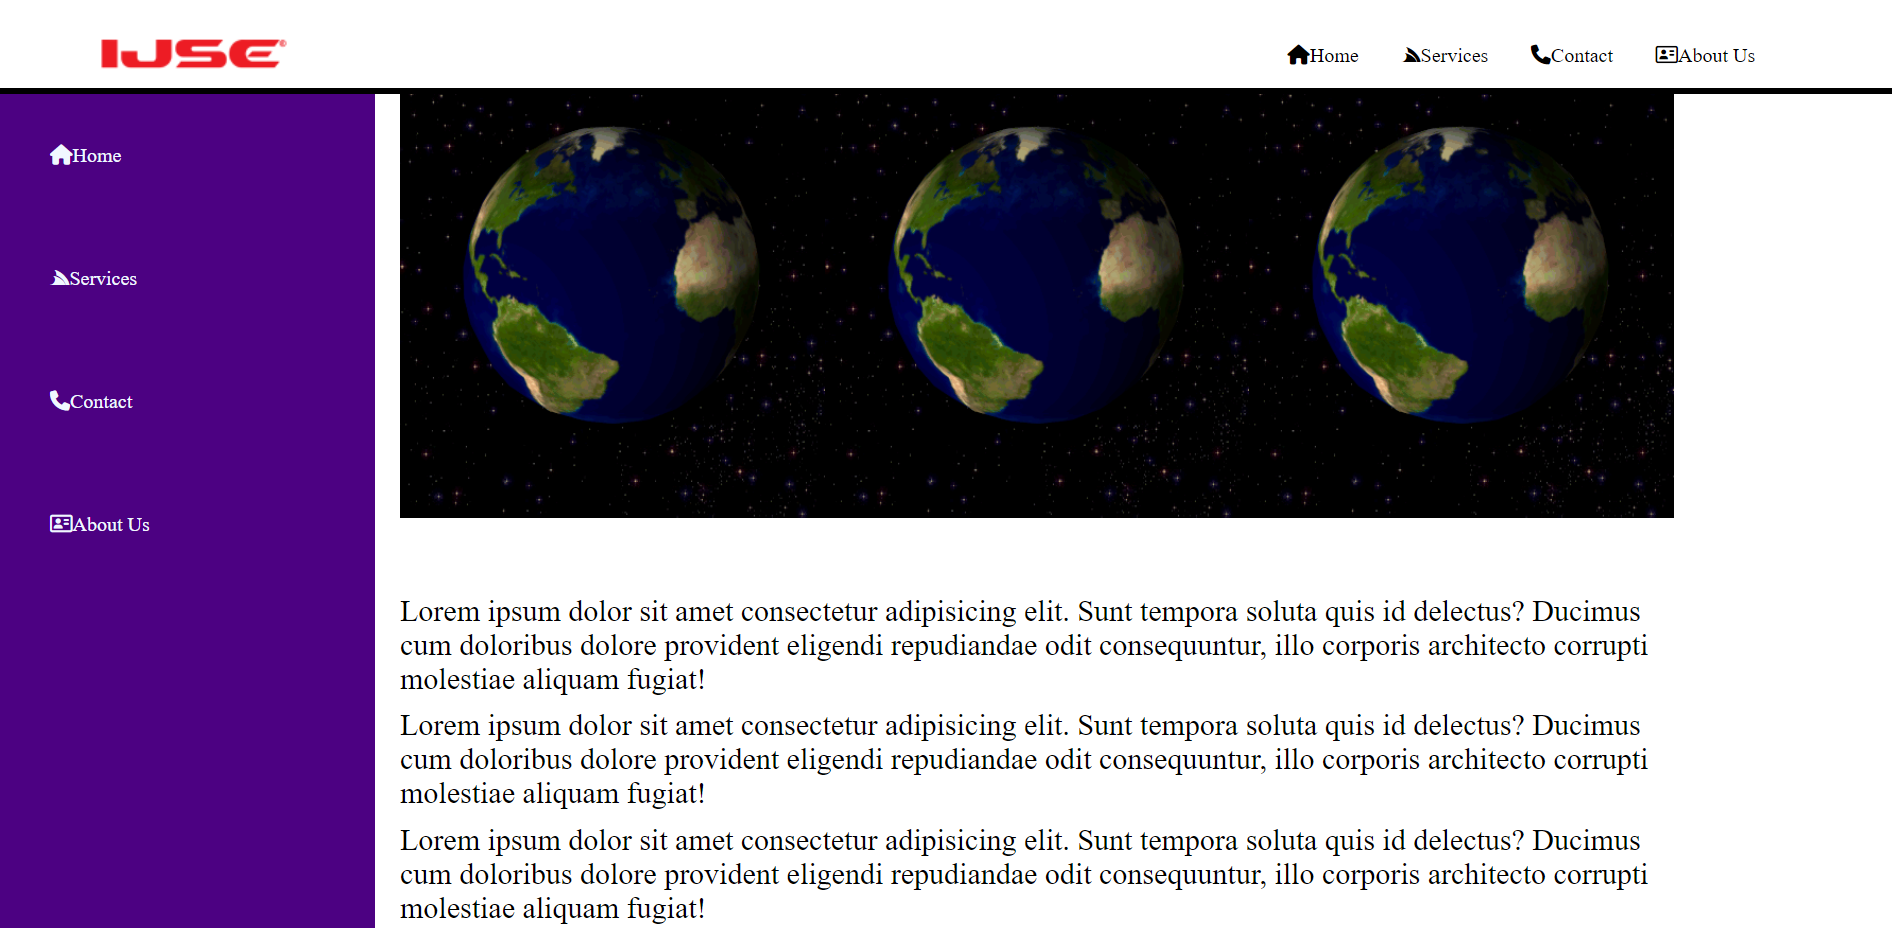 IJSE®
Home Services Contact About Us
Home
Services
Contact
About Us
Lorem ipsum dolor sit amet consectetur adipisicing elit. Sunt tempora soluta quis id delectus? Ducimus
cum doloribus dolore provident eligendi repudiandae odit consequuntur, illo corporis architecto corrupti
molestiae aliquam fugiat!
Lorem ipsum dolor sit amet consectetur adipisicing elit. Sunt tempora soluta quis id delectus? Ducimus
cum doloribus dolore provident eligendi repudiandae odit consequuntur, illo corporis architecto corrupti
molestiae aliquam fugiat!
Lorem ipsum dolor sit amet consectetur adipisicing elit. Sunt tempora soluta quis id delectus? Ducimus
cum doloribus dolore provident eligendi repudiandae odit consequuntur, illo corporis architecto corrupti
molestiae aliquam fugiat!